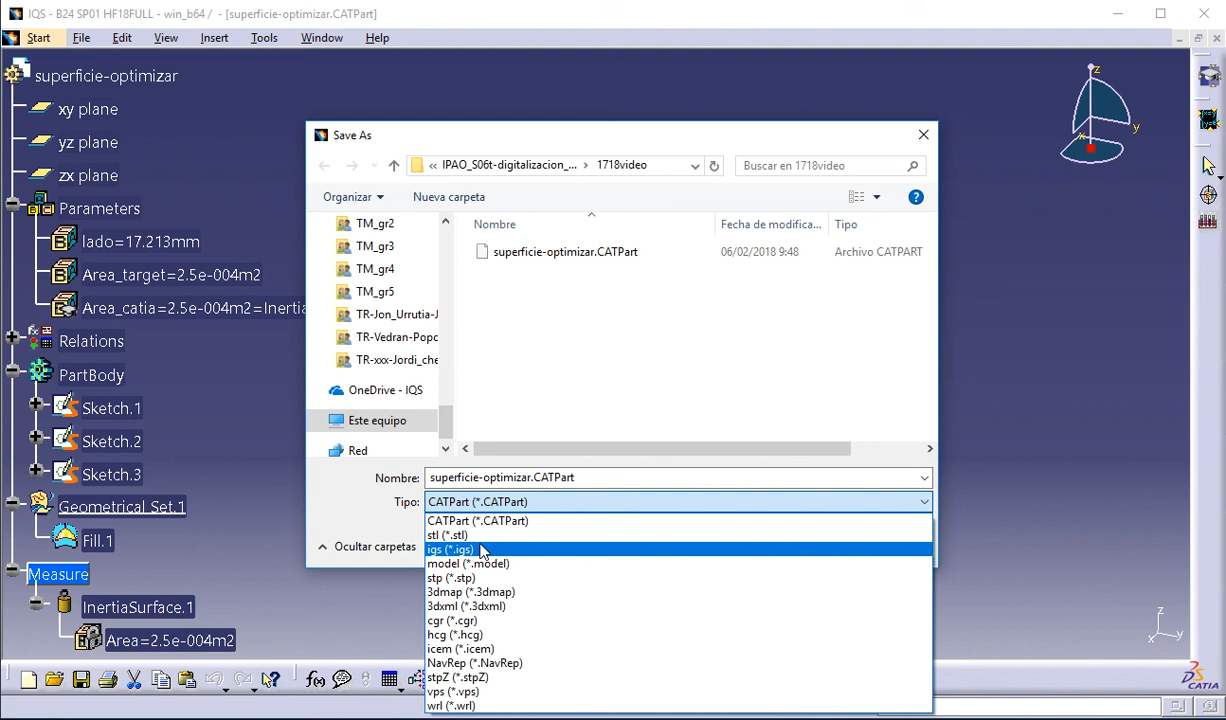 IQS - B24 SP01 HF18FULL - win_b64 / - [superficie-optimizar.CATPart]
Start File Edit View Insert Tools Window Help
superficie-optimizar
xy plane
yz plane
zx plane
Parameters
lado=17.213mm
Area_target=2.5e-004m2
Area_catia=2.5e-004m2=Inertia
Relations
PartBody
Sketch.1
Sketch.2
Sketch.3
Geometrical Set.1
Fill.1
Measure
InertiaSurface.1
Area=2.5e-004m2
Save As
« IPAO_S06t-digitalizacion_... › 1718video
Buscar en 1718video
Organizar
Nueva carpeta
TM_gr2
TM_gr3
TM_gr4
TM_gr5
TR-Jon_Urrutia-J
TR-Vedran-Popc
TR-xxx-Jordi_che
OneDrive - IQS
Este equipo
Red
Nombre Fecha de modifica... Tipo
superficie-optimizar.CATPart 06/02/2018 9:48 Archivo CATPART
Nombre: superficie-optimizar.CATPart
Tipo: CATPart (*.CATPart)
Ocultar carpetas
CATPart (*.CATPart)
stl (*.stl)
igs (*.igs)
model (*.model)
stp (*.stp)
3dmap (*.3dmap)
3dxml (*.3dxml)
cgr (*.cgr)
hcg (*.hcg)
icem (*.icem)
NavRep (*.NavRep)
stpZ (*.stpZ)
vps (*.vps)
wrl (*.wrl)
z
y
x
z
x y
f(x)
CATIA